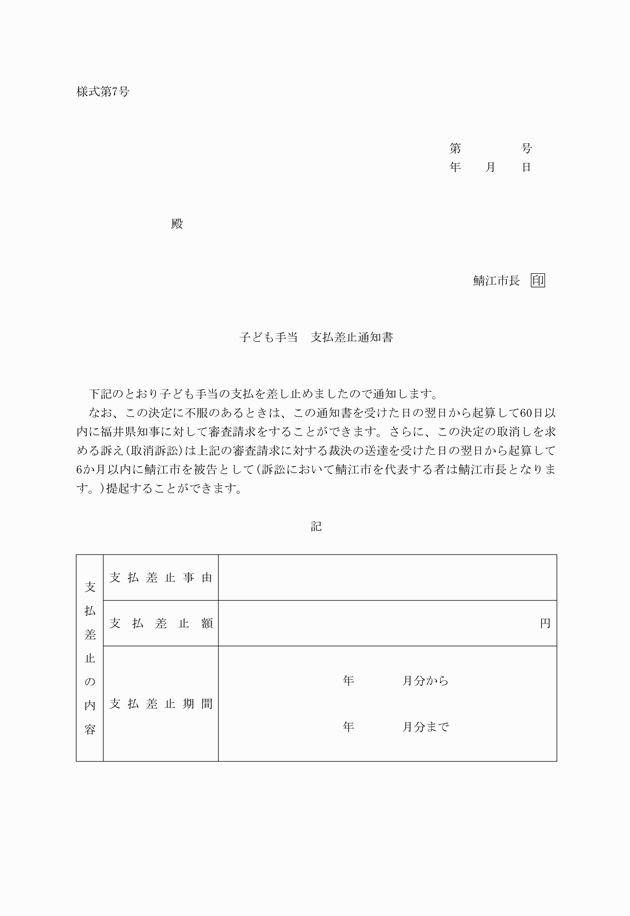 様式第7号
第　　　　　号
年　　月　　日
殿
鯖江市長　印
子ども手当　支払差止通知書
下記のとおり子ども手当の支払を差し止めましたので通知します。
なお、この決定に不服のあるときは、この通知書を受けた日の翌日から起算して60日以
内に福井県知事に対して審査請求をすることができます。さらに、この決定の取消しを求
める訴え(取消訴訟)は上記の審査請求に対する裁決の送達を受けた日の翌日から起算して
6か月以内に鯖江市を被告として(訴訟において鯖江市を代表する者は鯖江市長となりま
す。)提起することができます。
記
支払差止の内容
支払差止事由
支払差止額
円
支払差止期間
年　　　　月分から
年　　　　月分まで